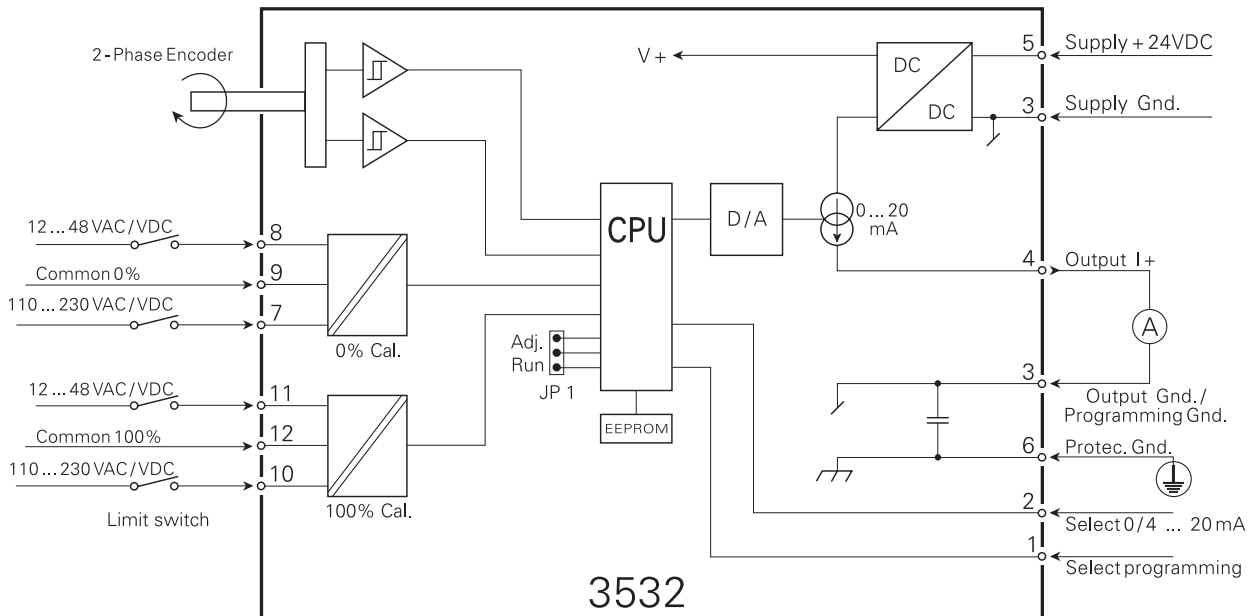 2-Phase Encoder
V+
DC
DC
5
Supply + 24VDC
3
Supply Gnd.
CPU
D/A
0 ... 20
mA
12 ... 48 VAC/VDC
8
Common 0%
9
110 ... 230 VAC/VDC
7
0% Cal.
4
Output I+
A
Adj.
Run
JP 1
EEPROM
3
Output Gnd./
Programming Gnd.
12 ... 48 VAC/VDC
11
Common 100%
12
110 ... 230 VAC/VDC
10
100% Cal.
Limit switch
6
Protec. Gnd.
2
Select 0/4 ... 20 mA
1
Select programming
3532